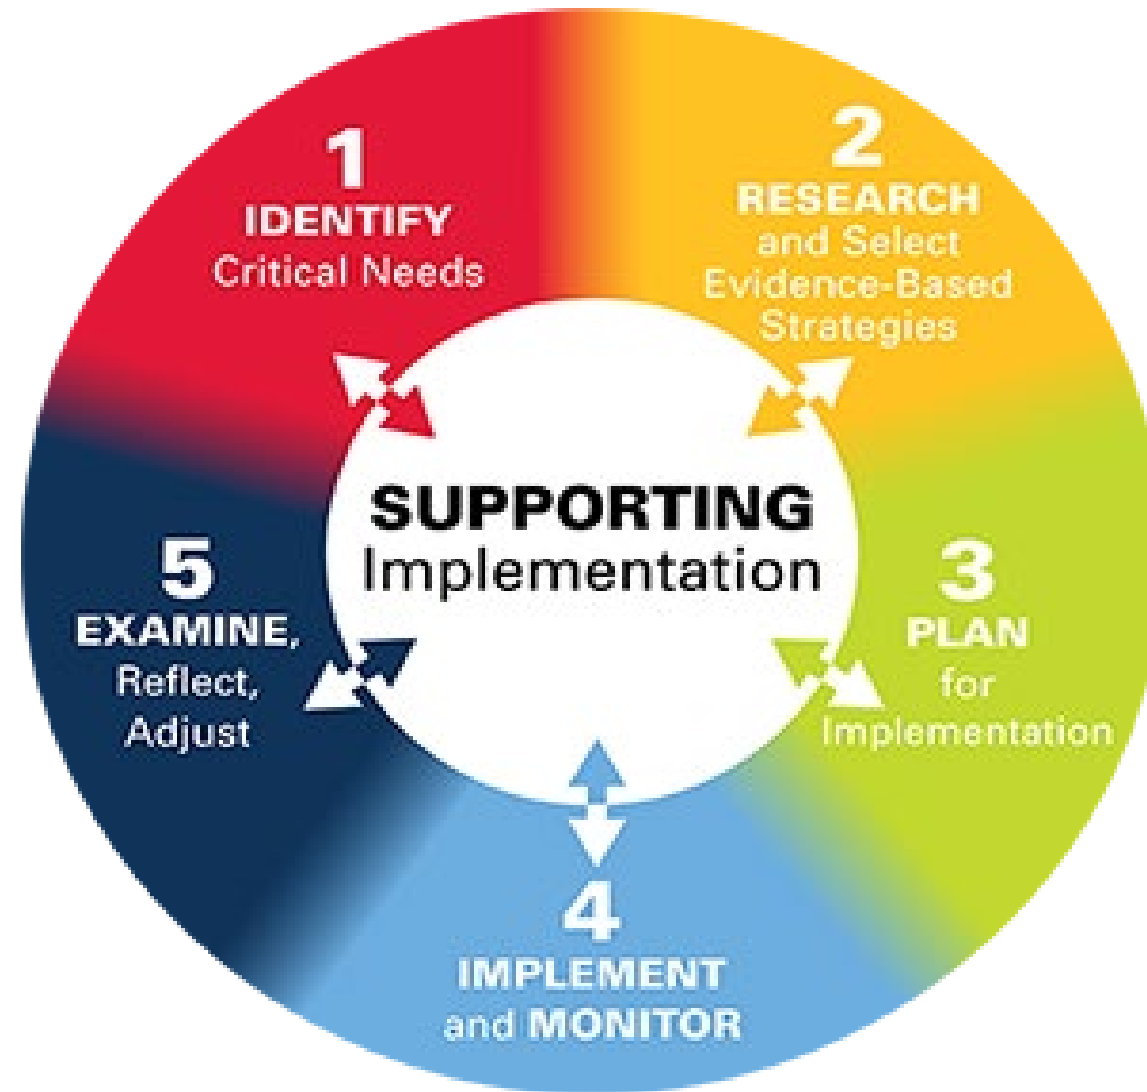 1
IDENTIFY
Critical Needs
2
RESEARCH
and Select
Evidence-Based
Strategies
3
PLAN
for
Implementation
4
IMPLEMENT
and MONITOR
5
EXAMINE,
Reflect,
Adjust
SUPPORTING
Implementation